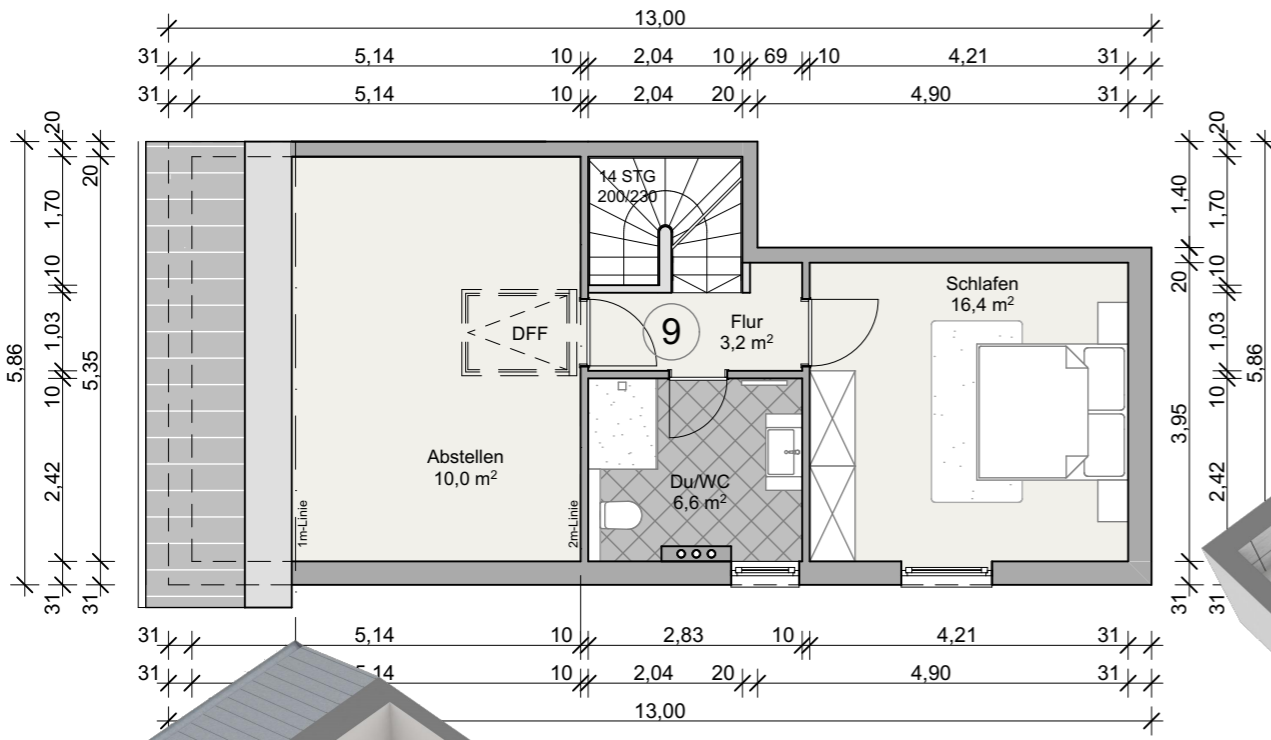 13,00
31 5,14 10 2,04 10 69 10 4,21 31
31 5,14 10 2,04 20 4,90 31
5,86
20 1,70 10 1,03 10 2,42 31
20 5,35 31
14 STG
200/230
Schlafen
16,4 m²
DFF
9
Flur
3,2 m²
Abstellen
10,0 m²
Du/WC
6,6 m²
1m-Linie
2m-Linie
1,40 20 3,95 31
20 1,70 10 1,03 10 2,42 31
5,86
31 5,14 10 2,83 10 4,21 31
31 5,14 10 2,04 20 4,90 31
13,00